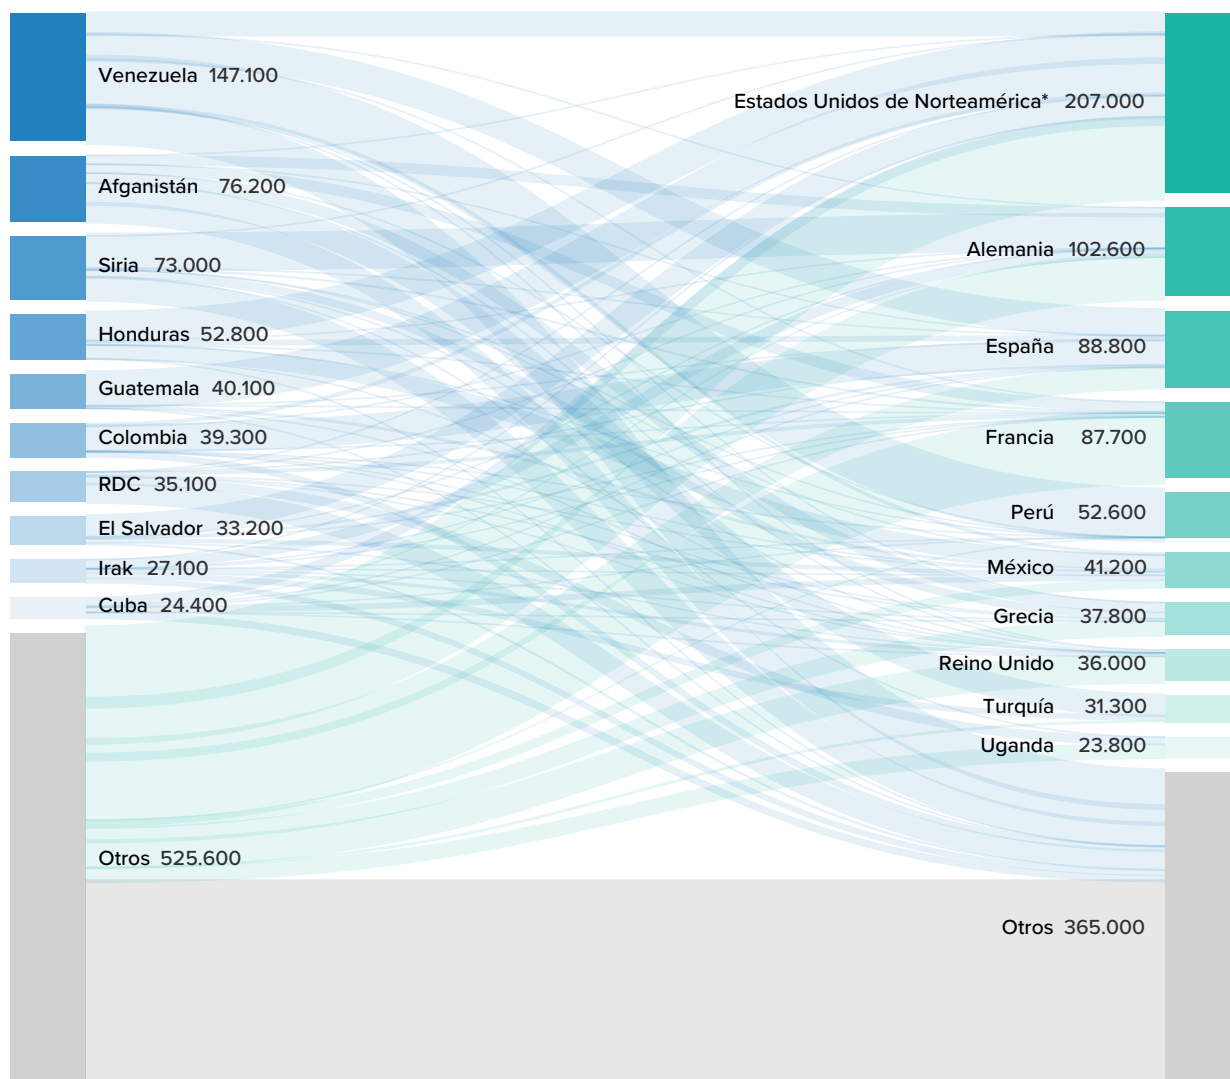 Venezuela 147.100
Estados Unidos de Norteamérica* 207.000
Afganistán 76.200
Alemania 102.600
Siria 73.000
Honduras 52.800
España 88.800
Guatemala 40.100
Colombia 39.300
Francia 87.700
RDC 35.100
Perú 52.600
El Salvador 33.200
Irak 27.100
México 41.200
Cuba 24.400
Grecia 37.800
Reino Unido 36.000
Turquía 31.300
Uganda 23.800
Otros 525.600
Otros 365.000